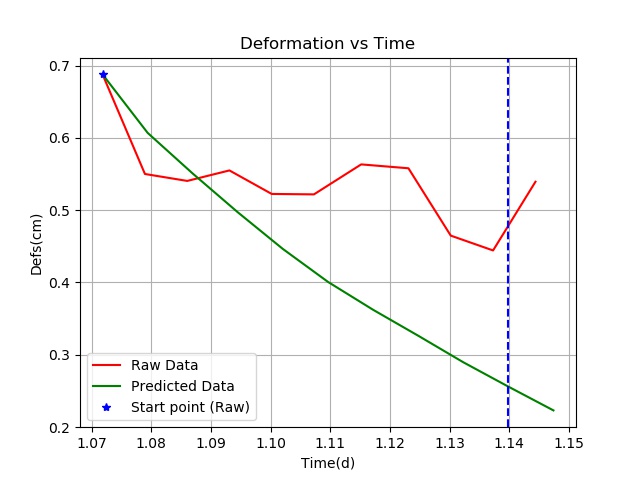 Deformation vs Time
Defs(cm)
0.7
0.6
0.5
0.4
0.3
0.2
Raw Data
Predicted Data
Start point (Raw)
1.07 1.08 1.09 1.10 1.11 1.12 1.13 1.14 1.15
Time(d)